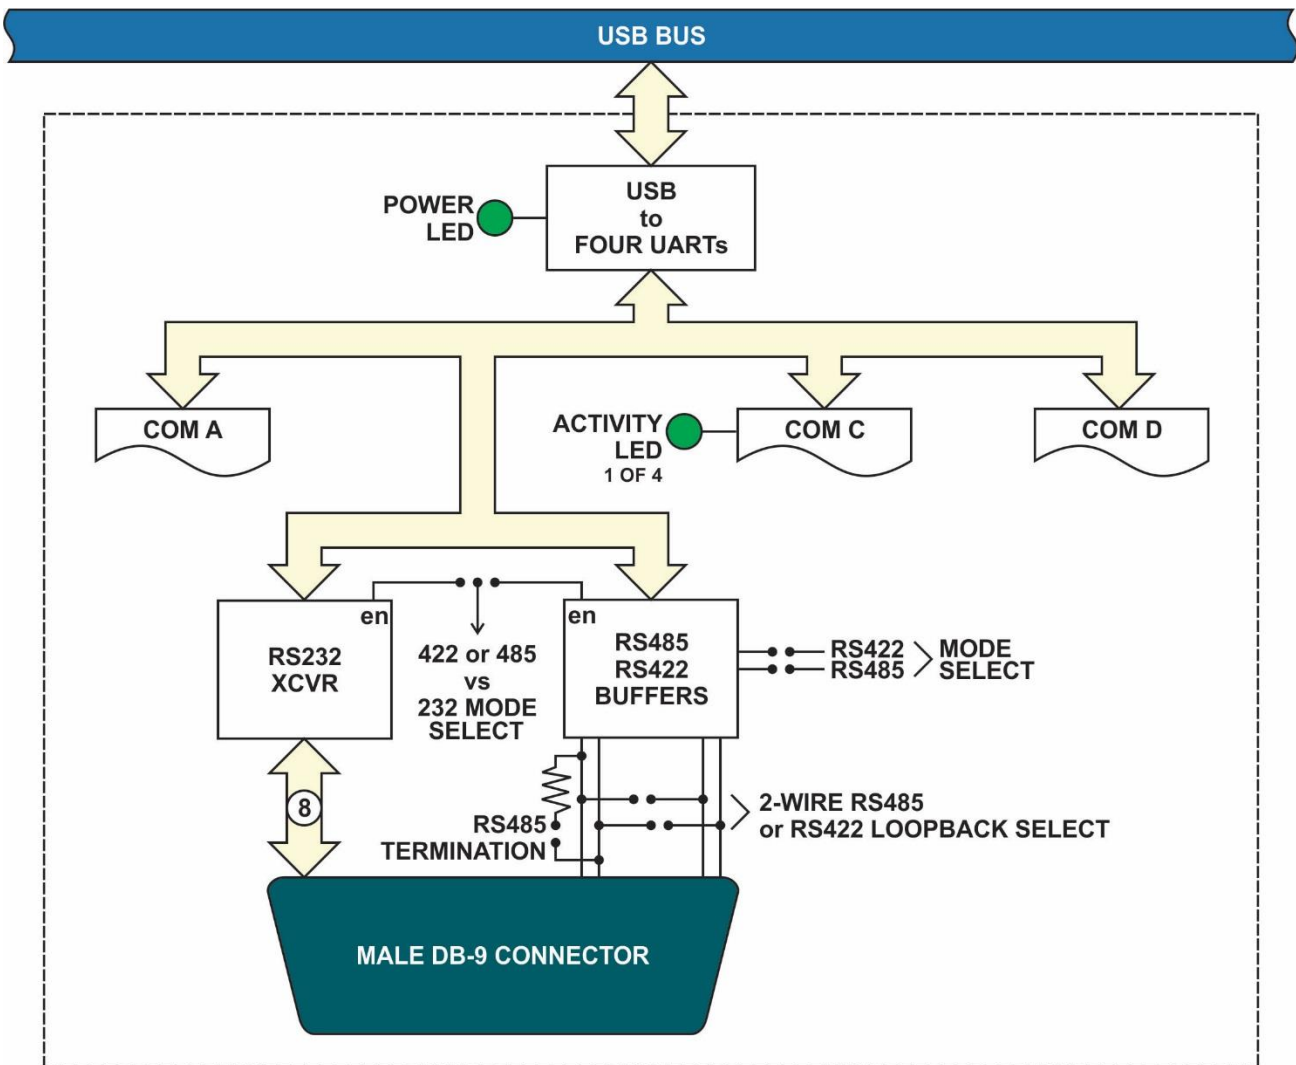 USB BUS
POWER
LED
USB
to
FOUR UARTs
COM A
ACTIVITY
LED
1 OF 4
COM C
COM D
en
en
RS232
XCVR
422 or 485
vs
232 MODE
SELECT
RS485
RS422
BUFFERS
RS422
RS485
MODE
SELECT
8
RS485
TERMINATION
2-WIRE RS485
or RS422 LOOPBACK SELECT
MALE DB-9 CONNECTOR